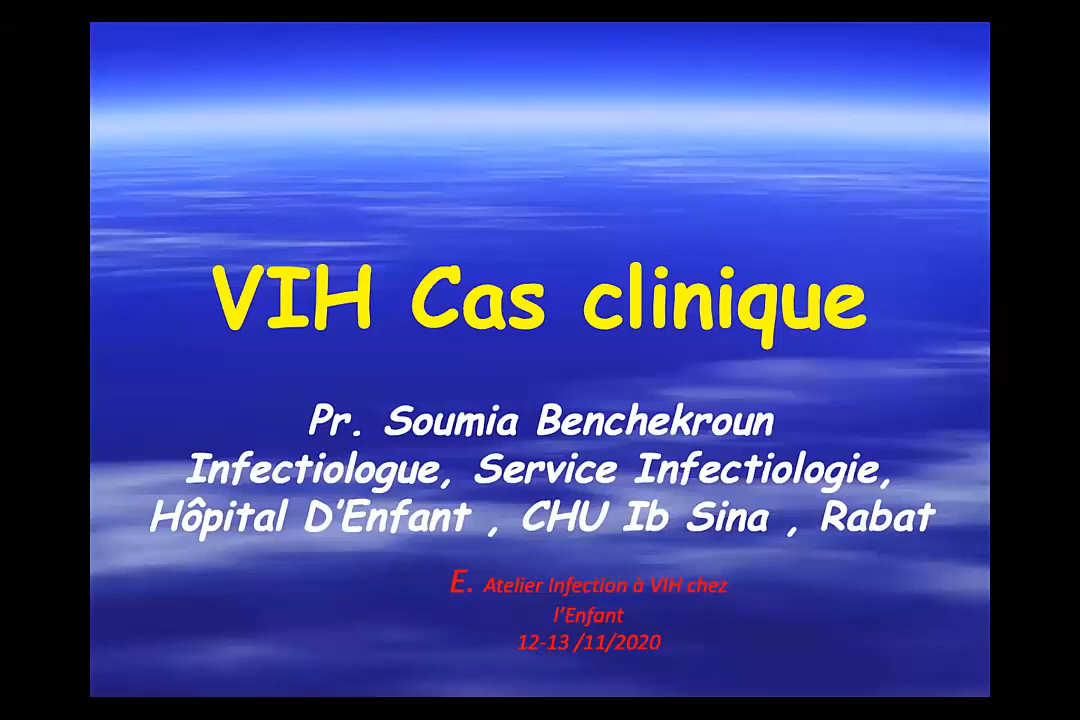 VIH Cas clinique
Pr. Soumia Benchekroun
Infectiologue, Service Infectiologie,
Hôpital D'Enfant , CHU Ib Sina , Rabat
E. Atelier Infection à VIH chez
l'Enfant
12-13 /11/2020